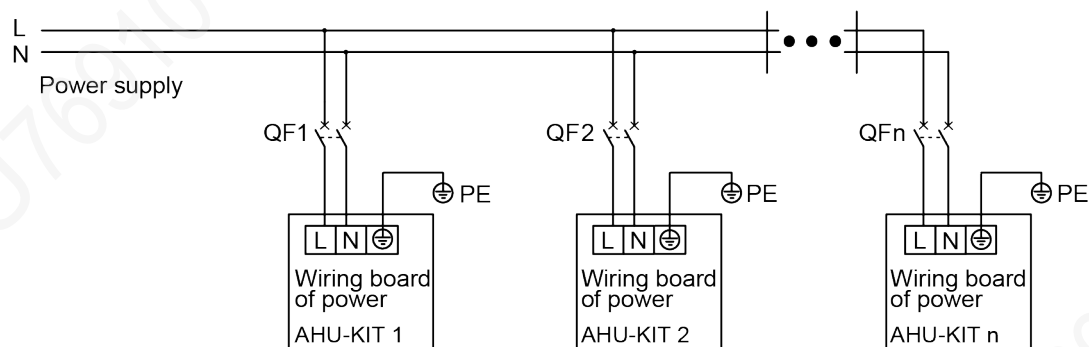 L
N
Power supply
QF1
QF2
QFn
PE
PE
PE
L N
L N
L N
Wiring board
of power
AHU-KIT 1
Wiring board
of power
AHU-KIT 2
Wiring board
of power
AHU-KIT n